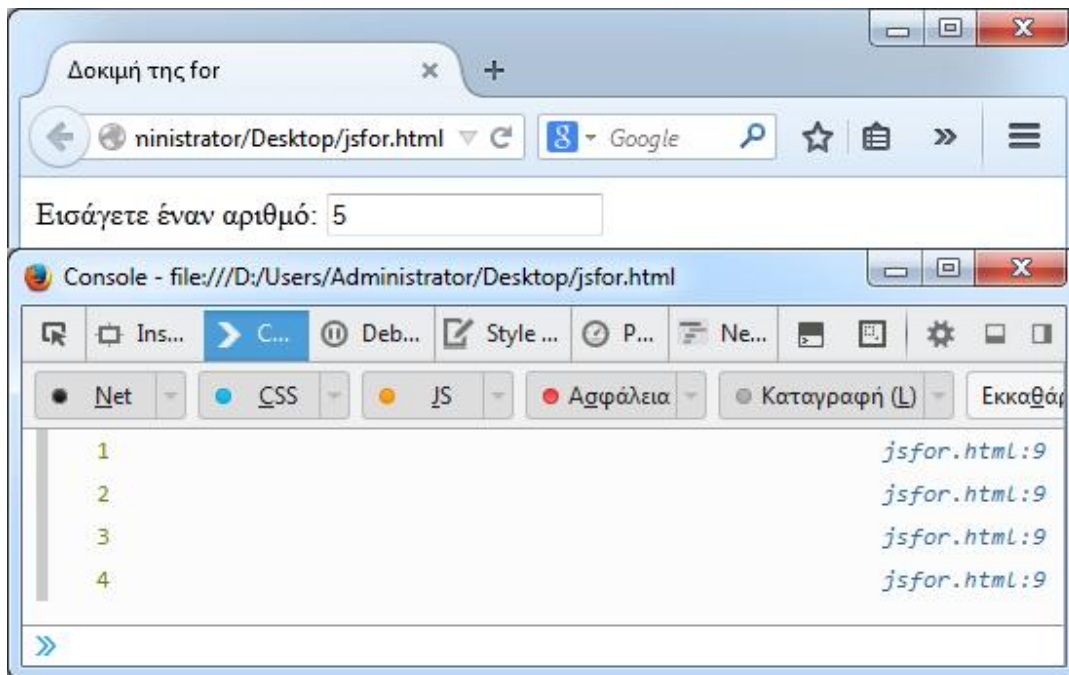 Δοκιμή της for
ninistrator/Desktop/jsfor.html Google
Εισάγετε έναν αριθμό: 5
Console - file:///D:/Users/Administrator/Desktop/jsfor.html
Ins... C... Deb... Style ... P... Ne...
Net CSS JS Ασφάλεια Καταγραφή (L) Εκκαθάρ
1 jsfor.html:9
2 jsfor.html:9
3 jsfor.html:9
4 jsfor.html:9